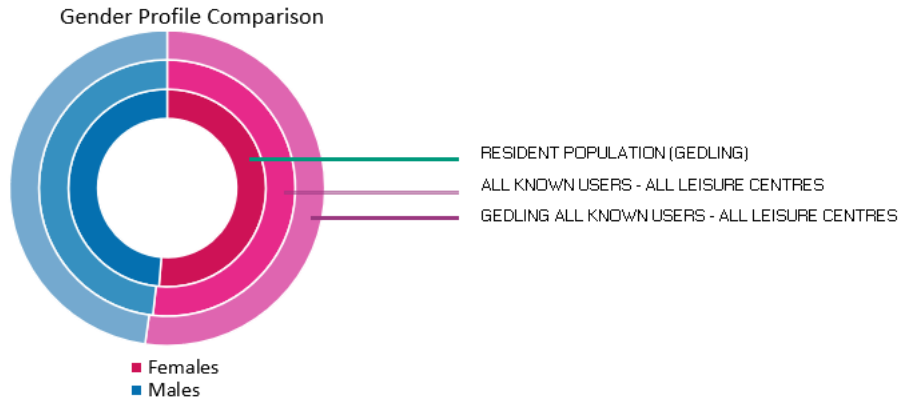 Gender Profile Comparison
RESIDENT POPULATION (GEDLING)
ALL KNOWN USERS - ALL LEISURE CENTRES
GEDLING ALL KNOWN USERS - ALL LEISURE CENTRES
Females
Males